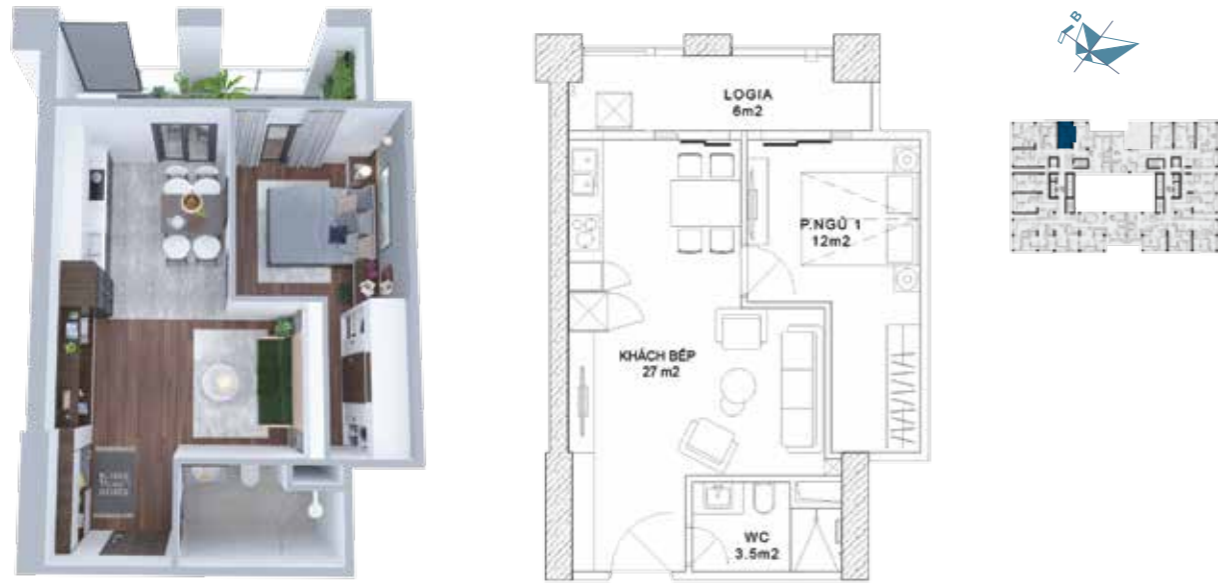 LOGIA
6m2
P.NGỦ 1
12m2
KHÁCH BẾP
27 m2
WC
3.5m2
B